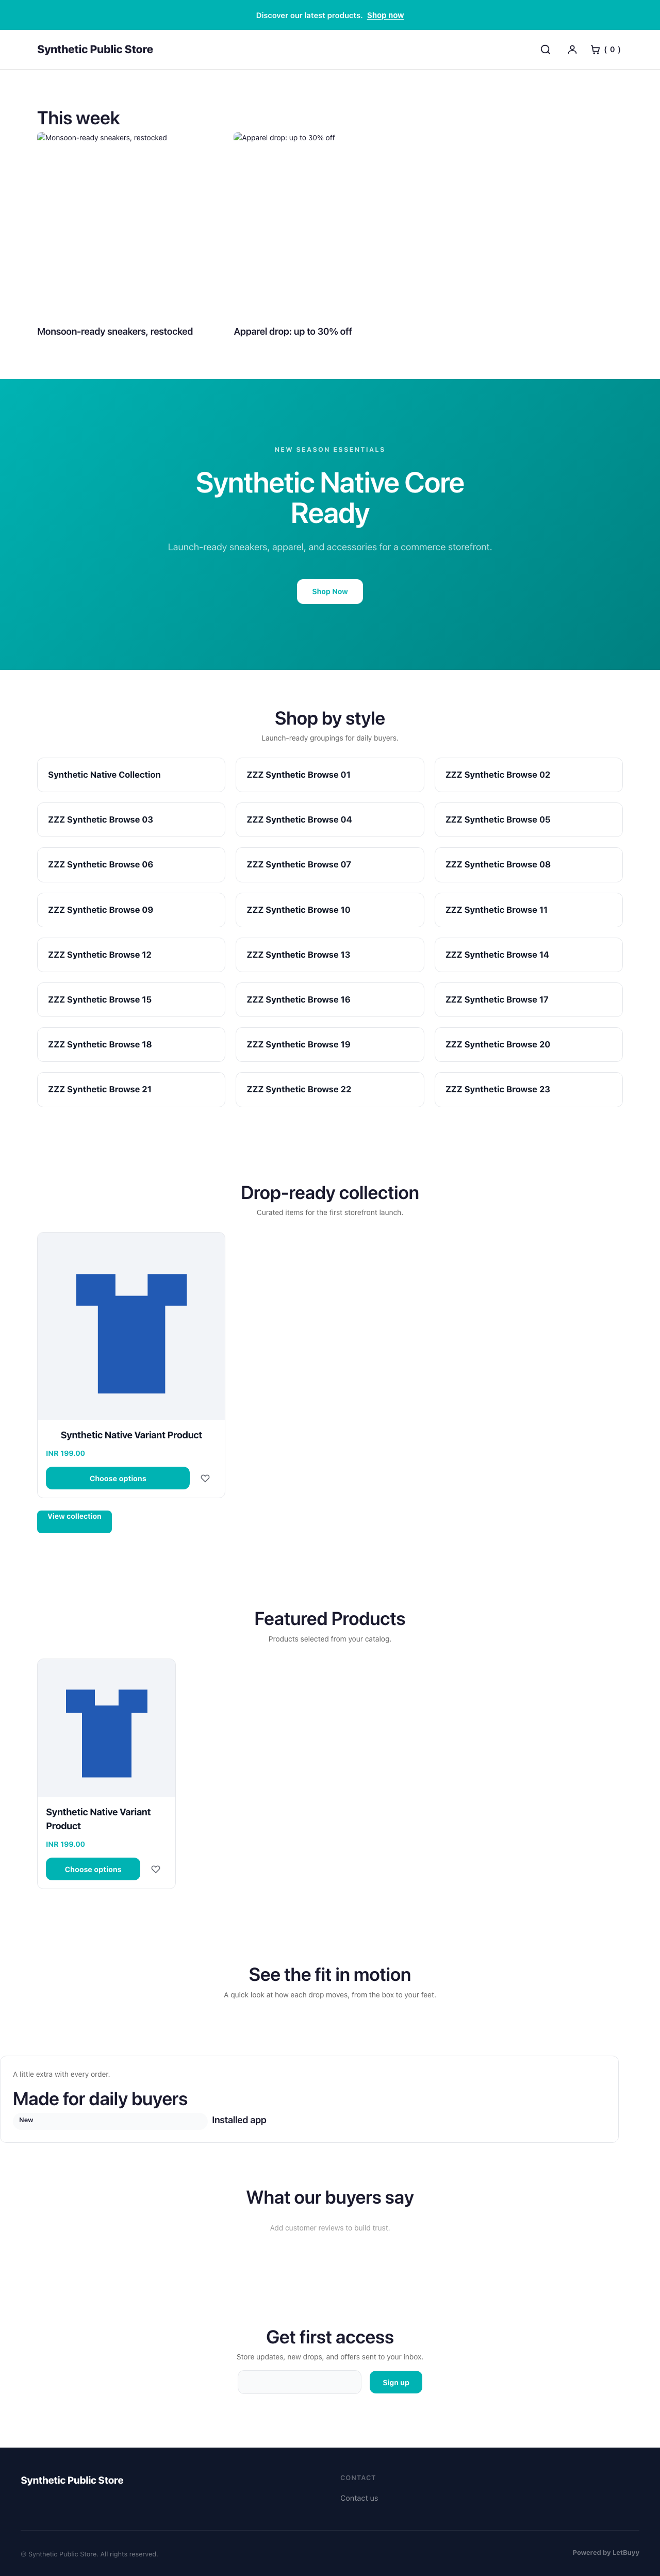 Discover our latest products. Shop now
Synthetic Public Store
( 0 )
This week
Monsoon-ready sneakers, restocked
Apparel drop: up to 30% off
Monsoon-ready sneakers, restocked
Apparel drop: up to 30% off
NEW SEASON ESSENTIALS
Synthetic Native Core
Ready
Launch-ready sneakers, apparel, and accessories for a commerce storefront.
Shop Now
Shop by style
Launch-ready groupings for daily buyers.
Synthetic Native Collection
ZZZ Synthetic Browse 01
ZZZ Synthetic Browse 02
ZZZ Synthetic Browse 03
ZZZ Synthetic Browse 04
ZZZ Synthetic Browse 05
ZZZ Synthetic Browse 06
ZZZ Synthetic Browse 07
ZZZ Synthetic Browse 08
ZZZ Synthetic Browse 09
ZZZ Synthetic Browse 10
ZZZ Synthetic Browse 11
ZZZ Synthetic Browse 12
ZZZ Synthetic Browse 13
ZZZ Synthetic Browse 14
ZZZ Synthetic Browse 15
ZZZ Synthetic Browse 16
ZZZ Synthetic Browse 17
ZZZ Synthetic Browse 18
ZZZ Synthetic Browse 19
ZZZ Synthetic Browse 20
ZZZ Synthetic Browse 21
ZZZ Synthetic Browse 22
ZZZ Synthetic Browse 23
Drop-ready collection
Curated items for the first storefront launch.
Synthetic Native Variant Product
INR 199.00
Choose options
View collection
Featured Products
Products selected from your catalog.
Synthetic Native Variant
Product
INR 199.00
Choose options
See the fit in motion
A quick look at how each drop moves, from the box to your feet.
A little extra with every order.
Made for daily buyers
New
Installed app
What our buyers say
Add customer reviews to build trust.
Get first access
Store updates, new drops, and offers sent to your inbox.
Sign up
Synthetic Public Store
CONTACT
Contact us
© Synthetic Public Store. All rights reserved.
Powered by LetBuyy